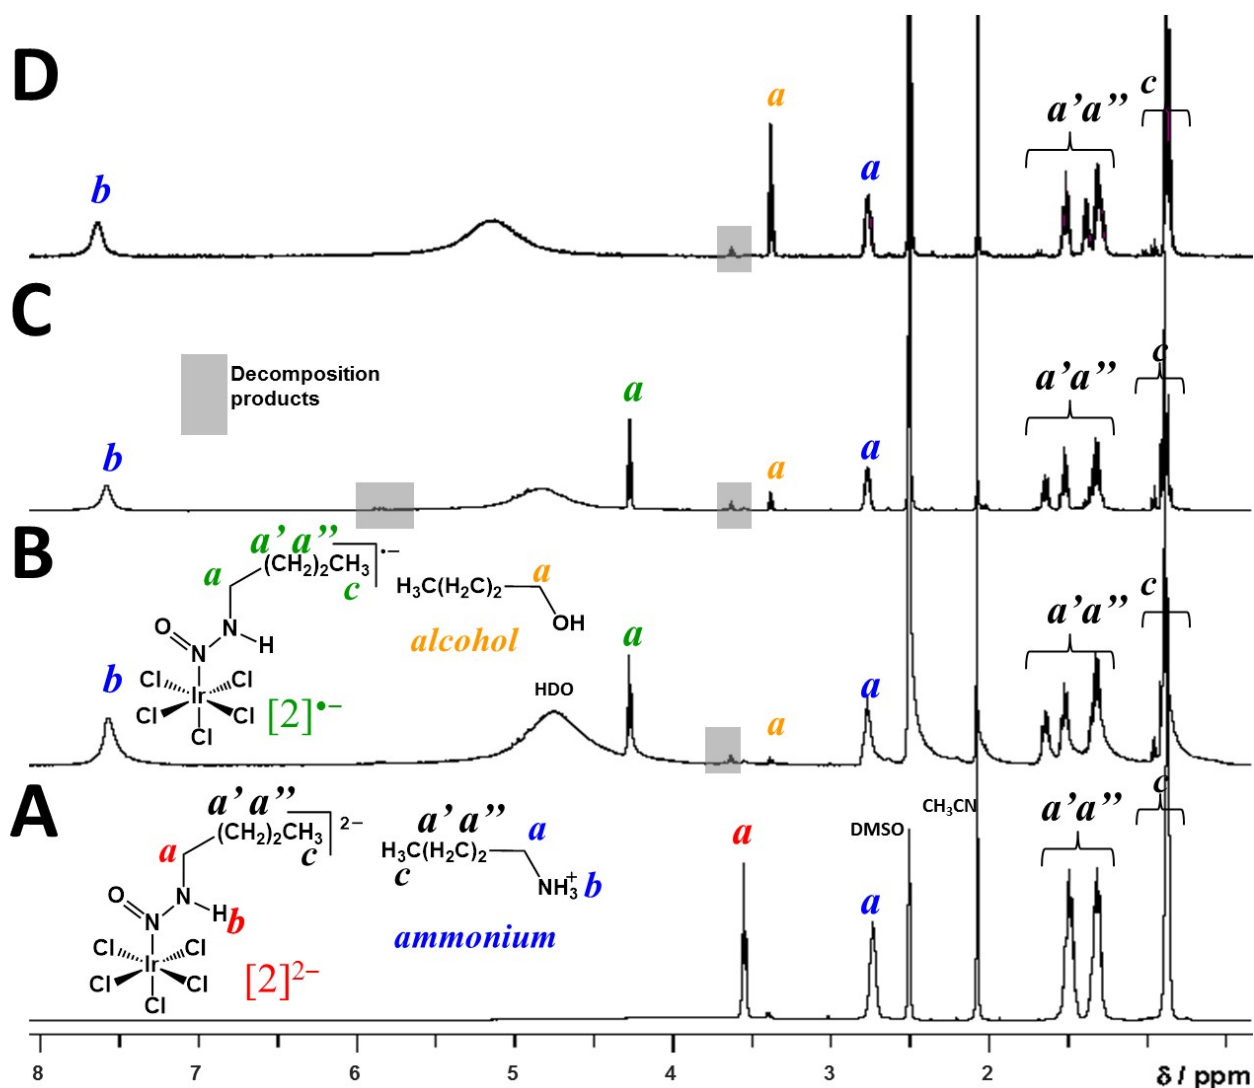 D
a
c
a’a’’
b
a
C
Decomposition
products
c
a’a’’
a
b
a
a
B
a’ a’’
(CH2)2CH3
•−
a
c
O
N
N
H
Cl
Cl
Ir
Cl
Cl
Cl
[2]•−
a
H3C(H2C)2
OH
alcohol
c
a’a’’
a
b
HDO
a
a
A
a’ a’’
(CH2)2CH3
2−
a
c
O
N
N
H
b
Cl
Cl
Ir
Cl
Cl
Cl
[2]2−
a’ a’’
a
H3C(H2C)2
c
NH3+
b
ammonium
c
CH3CN
a’a’’
a
DMSO
a
8 7 6 5 4 3 2 δ / ppm